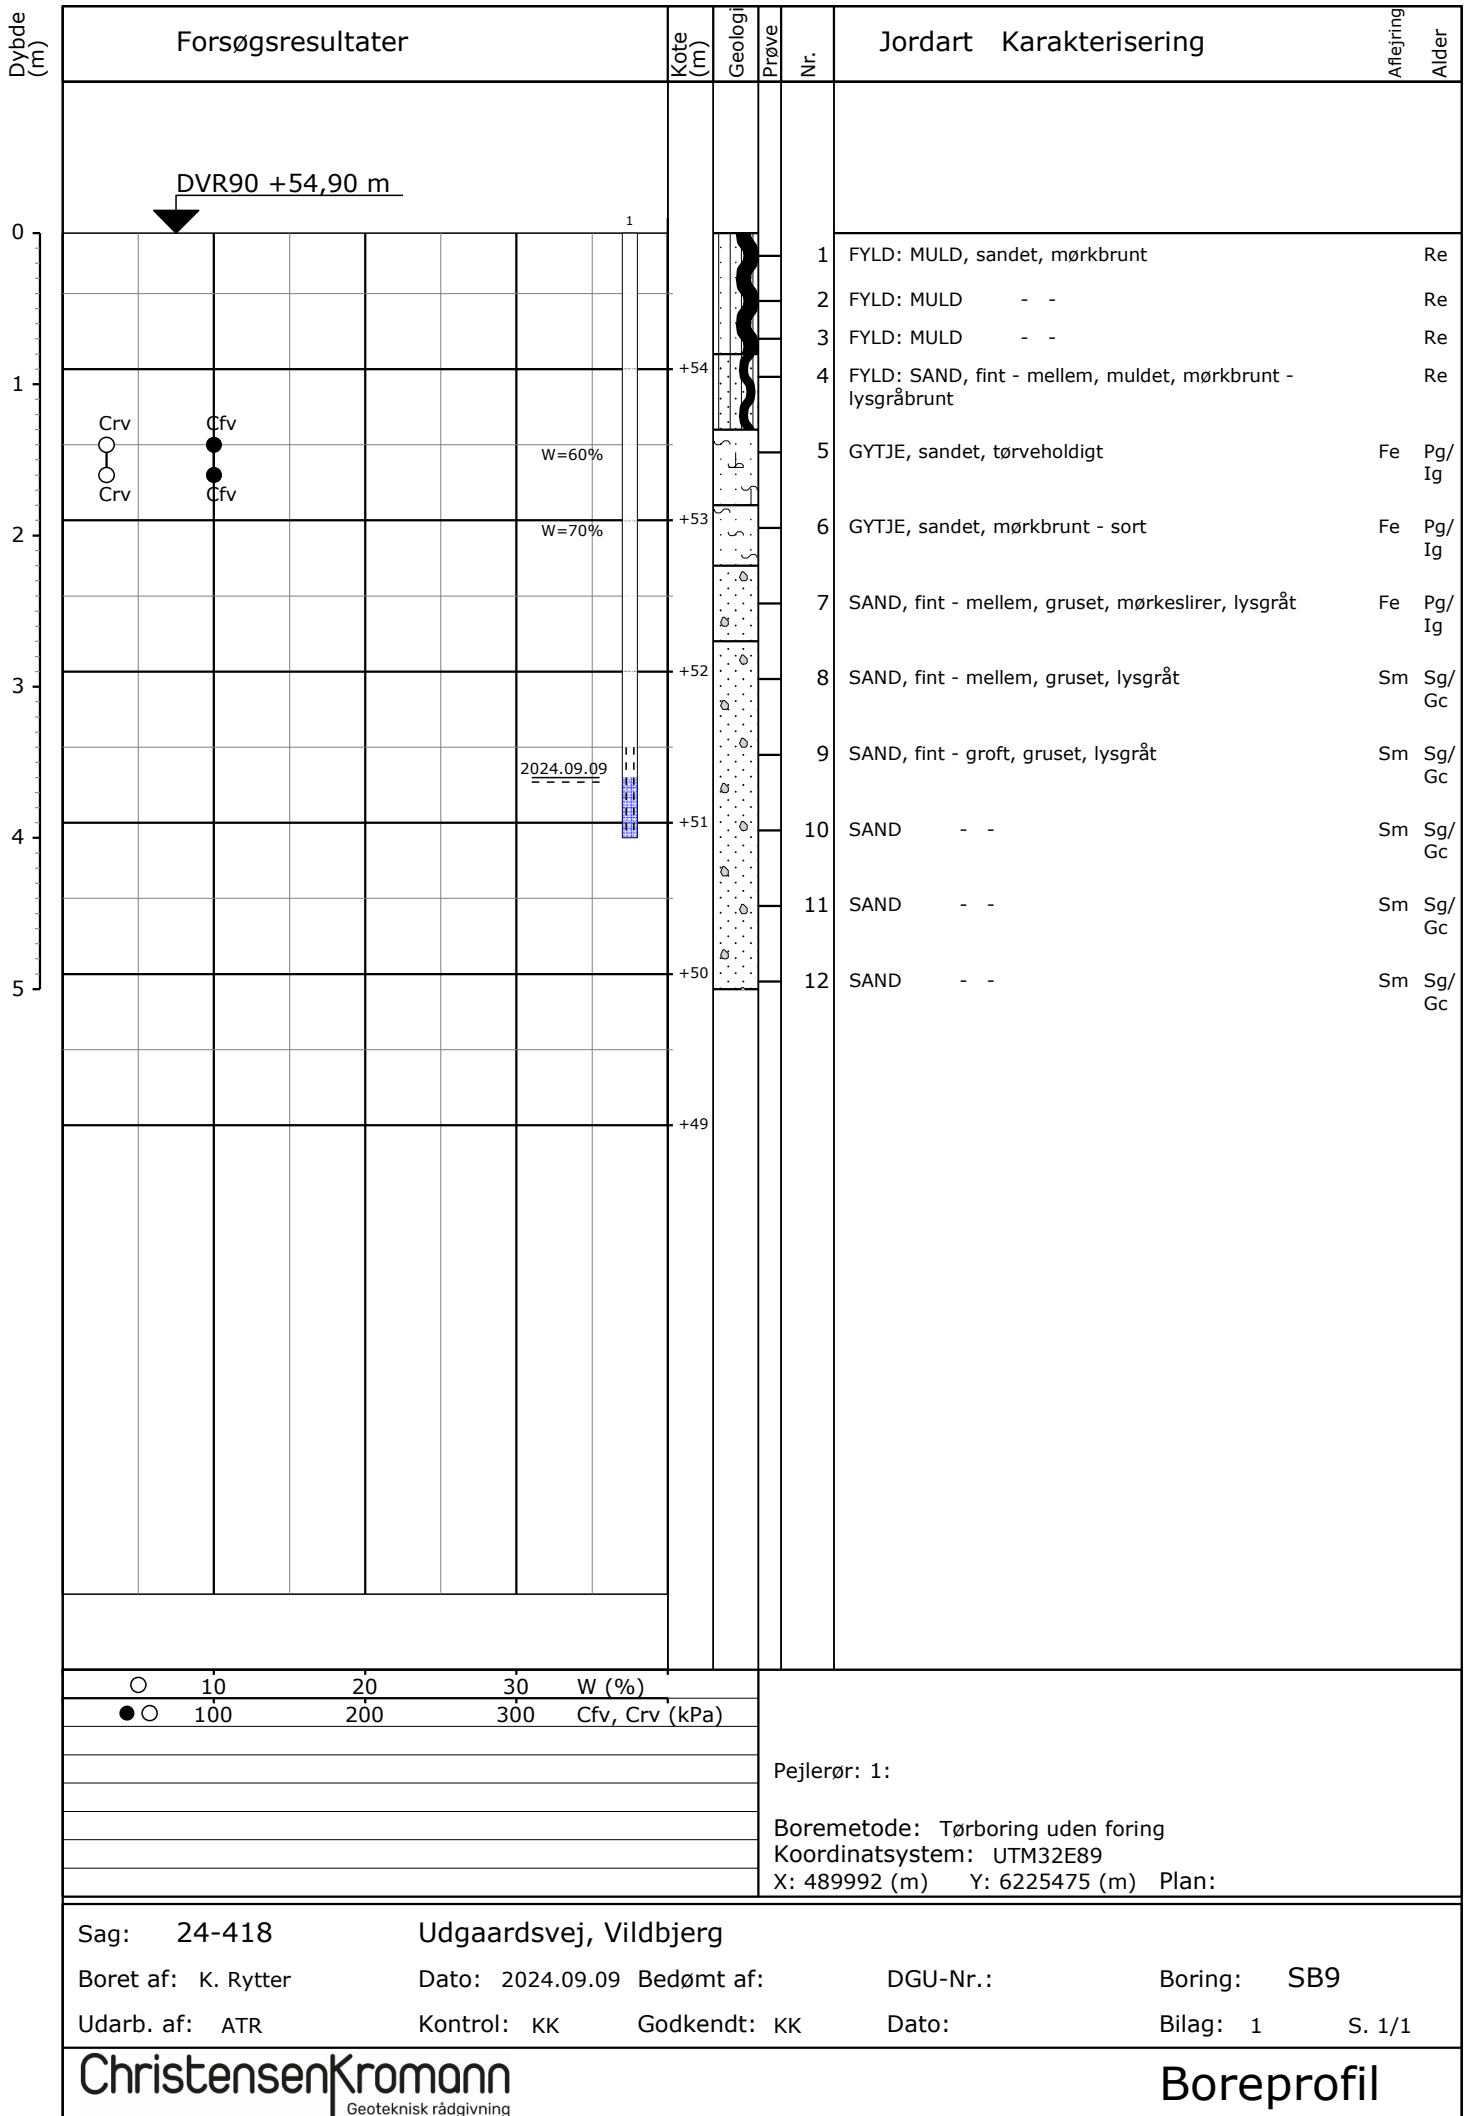 Dybde (m)
Forsøgsresultater
Kote (m)
Geologi
Prøve
Nr.
Jordart Karakterisering
Aflejring
Alder
DVR90 +54,90 m
1
0
1 FYLD: MULD, sandet, mørkbrunt Re
2 FYLD: MULD - - Re
3 FYLD: MULD - - Re
+54
1
4 FYLD: SAND, fint - mellem, muldet, mørkbrunt - Re
lysgråbrunt
Crv Cfv
W=60%
5 GYTJE, sandet, tørveholdigt Fe Pg/
Ig
Crv Cfv
+53
2
W=70%
6 GYTJE, sandet, mørkbrunt - sort Fe Pg/
Ig
7 SAND, fint - mellem, gruset, mørkeslirer, lysgråt Fe Pg/
Ig
+52
3
8 SAND, fint - mellem, gruset, lysgråt Sm Sg/
Gc
2024.09.09
9 SAND, fint - groft, gruset, lysgråt Sm Sg/
Gc
+51
4
10 SAND - - Sm Sg/
Gc
11 SAND - - Sm Sg/
Gc
+50
5
12 SAND - - Sm Sg/
Gc
+49
10 20 30 W (%)
100 200 300 Cfv, Crv (kPa)
Pejlerør: 1:
Boremetode: Tørboring uden foring
Koordinatsystem: UTM32E89
X: 489992 (m) Y: 6225475 (m) Plan:
Sag: 24-418 Udgaardsvej, Vildbjerg
Boret af: K. Rytter Dato: 2024.09.09 Bedømt af: DGU-Nr.: Boring: SB9
Udarb. af: ATR Kontrol: KK Godkendt: KK Dato: Bilag: 1 S. 1/1
ChristensenKromann
Geoteknisk rådgivning
Boreprofil